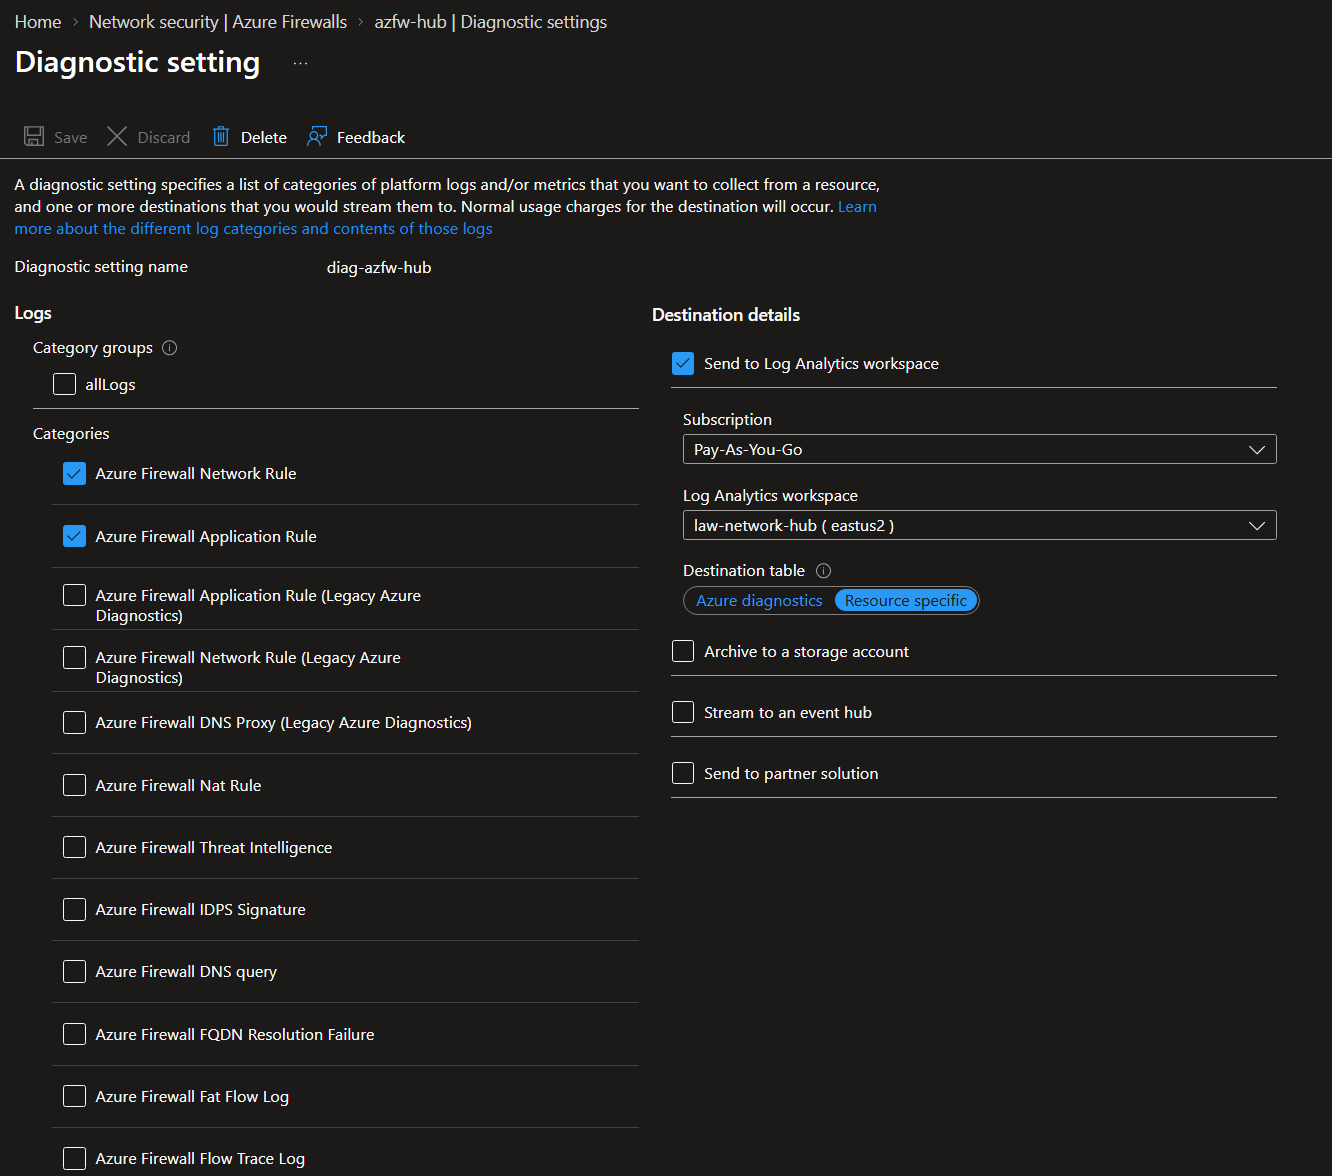 Home > Network security | Azure Firewalls > azfw-hub | Diagnostic settings
Diagnostic setting ...
Save Discard Delete Feedback
A diagnostic setting specifies a list of categories of platform logs and/or metrics that you want to collect from a resource,
and one or more destinations that you would stream them to. Normal usage charges for the destination will occur. Learn
more about the different log categories and contents of those logs
Diagnostic setting name diag-azfw-hub
Logs
Category groups
allLogs
Categories
Azure Firewall Network Rule
Azure Firewall Application Rule
Azure Firewall Application Rule (Legacy Azure
Diagnostics)
Azure Firewall Network Rule (Legacy Azure
Diagnostics)
Azure Firewall DNS Proxy (Legacy Azure Diagnostics)
Azure Firewall Nat Rule
Azure Firewall Threat Intelligence
Azure Firewall IDPS Signature
Azure Firewall DNS query
Azure Firewall FQDN Resolution Failure
Azure Firewall Fat Flow Log
Azure Firewall Flow Trace Log
Destination details
Send to Log Analytics workspace
Subscription
Pay-As-You-Go
Log Analytics workspace
law-network-hub ( eastus2 )
Destination table
Azure diagnostics Resource specific
Archive to a storage account
Stream to an event hub
Send to partner solution